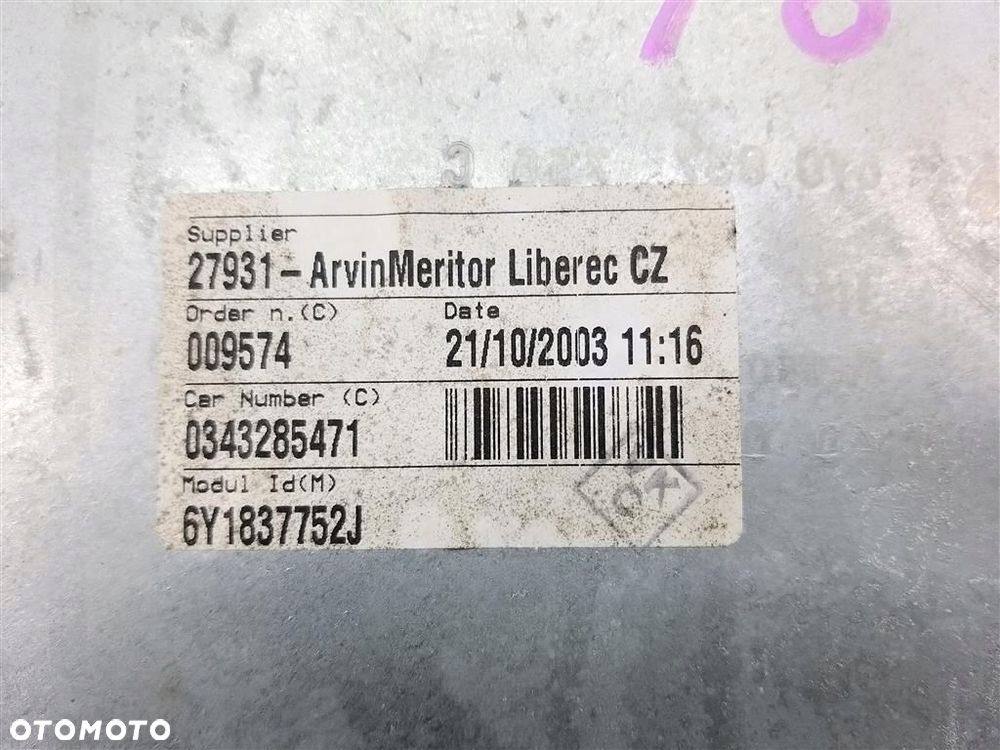 Supplier
27931-ArvinMeritor Liberec CZ
Order n.(C) Date
009574 21/10/2003 11:16
Car Number (C)
0343285471
Modul Id(M)
6Y1837752J
OTOMOTO